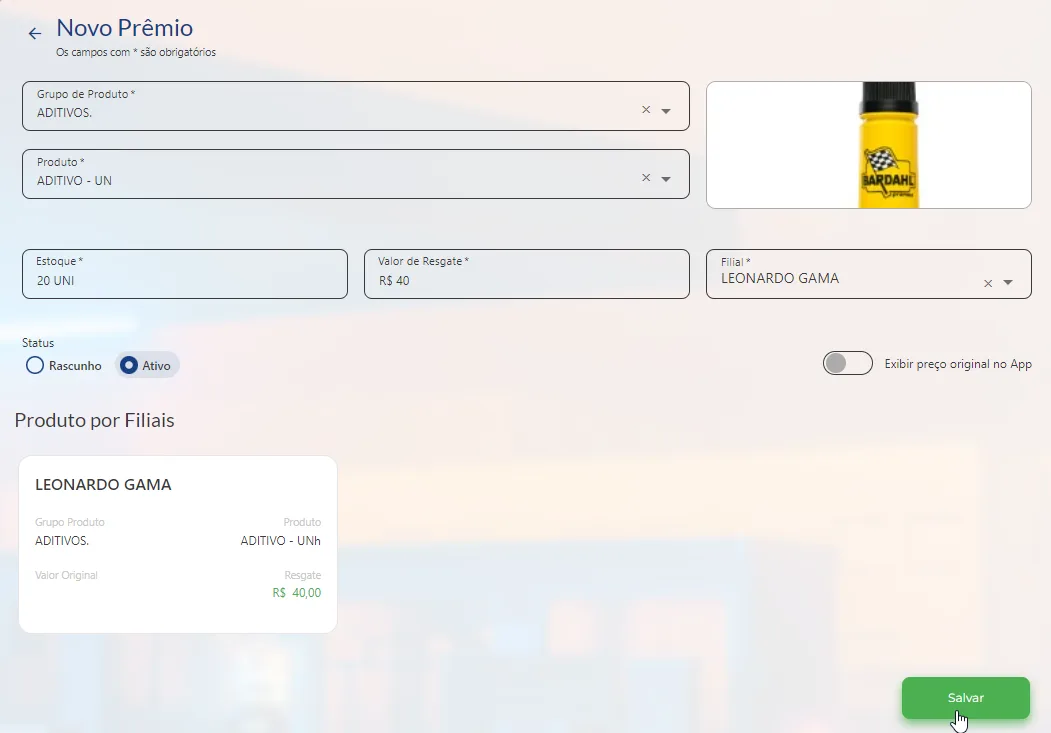 Novo Prêmio
Os campos com * são obrigatórios
Grupo de Produto *
ADITIVOS.
Produto *
ADITIVO - UN
BARDAHL
Estoque *
20 UNI
Valor de Resgate *
R$ 40
Filial *
LEONARDO GAMA
Status
Rascunho
Ativo
Exibir preço original no App
Produto por Filiais
LEONARDO GAMA
Grupo Produto
Produto
ADITIVOS.
ADITIVO - UNh
Valor Original
Resgate
R$ 40,00
Salvar